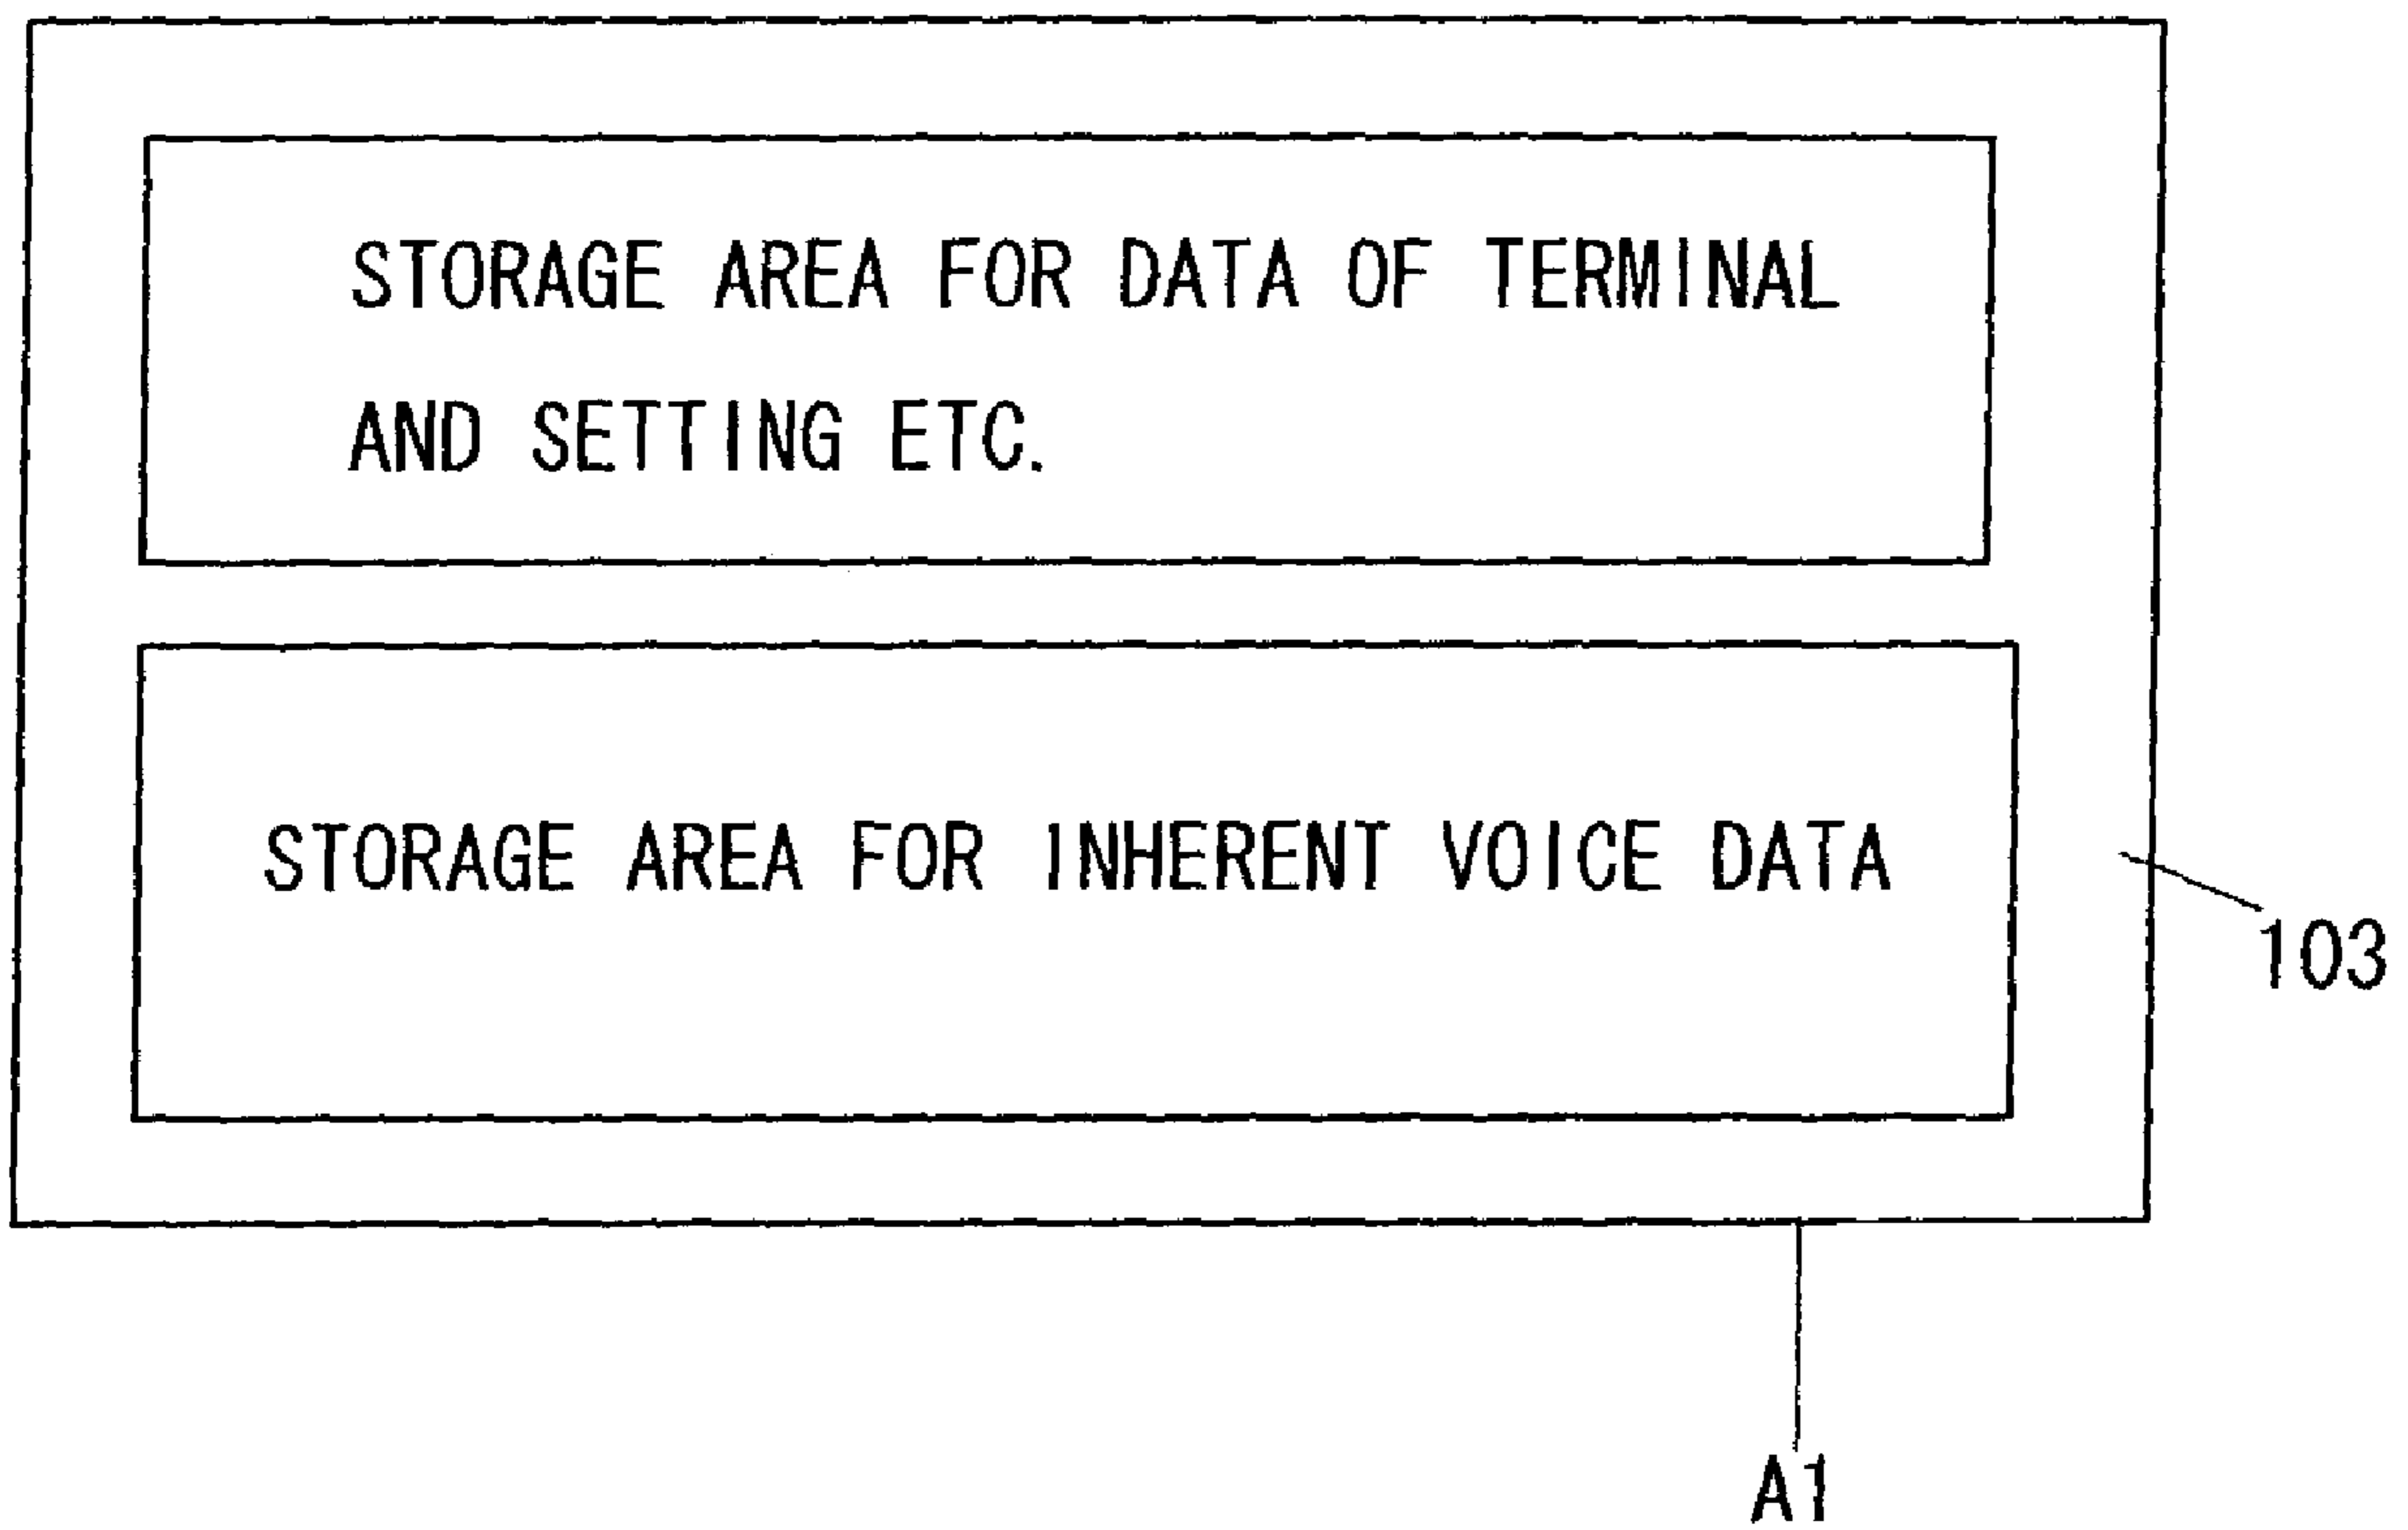 STORAGE AREA FOR DATA OF TERMINAL
AND SETTING ETC.
STORAGE AREA FOR INHERENT VOICE DATA
103
A1